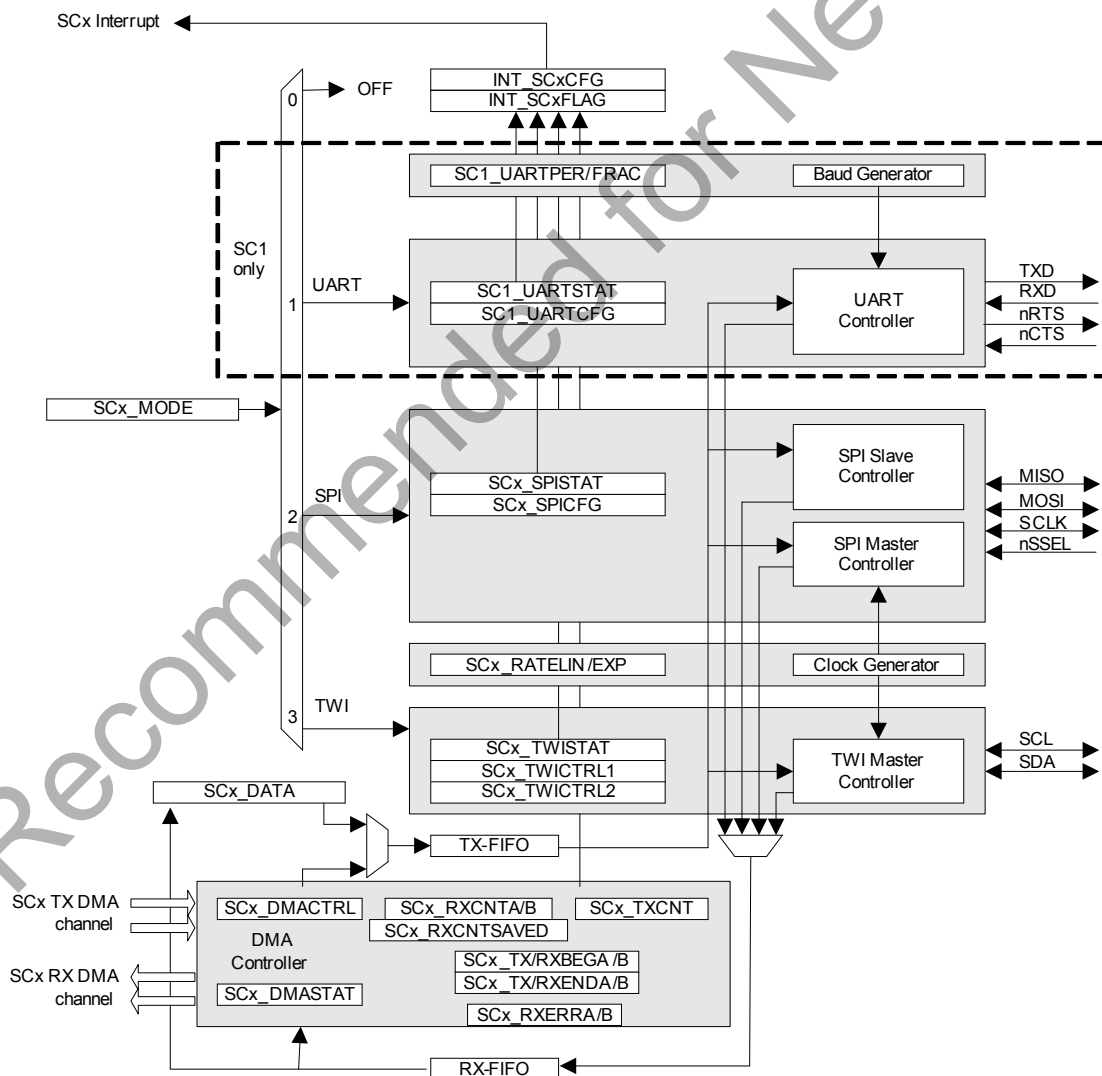 SCx Interrupt
INT_SCxCFG
INT_SCxFLAG
0
OFF
SC1_UARTPER/FRAC
Baud Generator
SC1
only
UART
1
SC1_UARTSTAT
SC1_UARTCFG
UART
Controller
TXD
RXD
nRTS
nCTS
SCx_MODE
SPI
2
SCx_SPISTAT
SCx_SPICFG
SPI Slave
Controller
SPI Master
Controller
MISO
MOSI
SCLK
nSSEL
SCx_RATELIN/EXP
Clock Generator
TWI
3
SCx_TWISTAT
SCx_TWICTRL1
SCx_TWICTRL2
TWI Master
Controller
SCL
SDA
SCx_DATA
TX-FIFO
SCx TX DMA
channel
SCx_DMACTRL
SCx_RXCNTA/B
SCx_TXCNT
SCx_RXCNTSAVED
DMA
Controller
SCx_TX/RXBEGA/B
SCx_TX/RXENDA/B
SCx RX DMA
channel
SCx_DMASTAT
SCx_RXERRA/B
RX-FIFO
Recommended for Ne